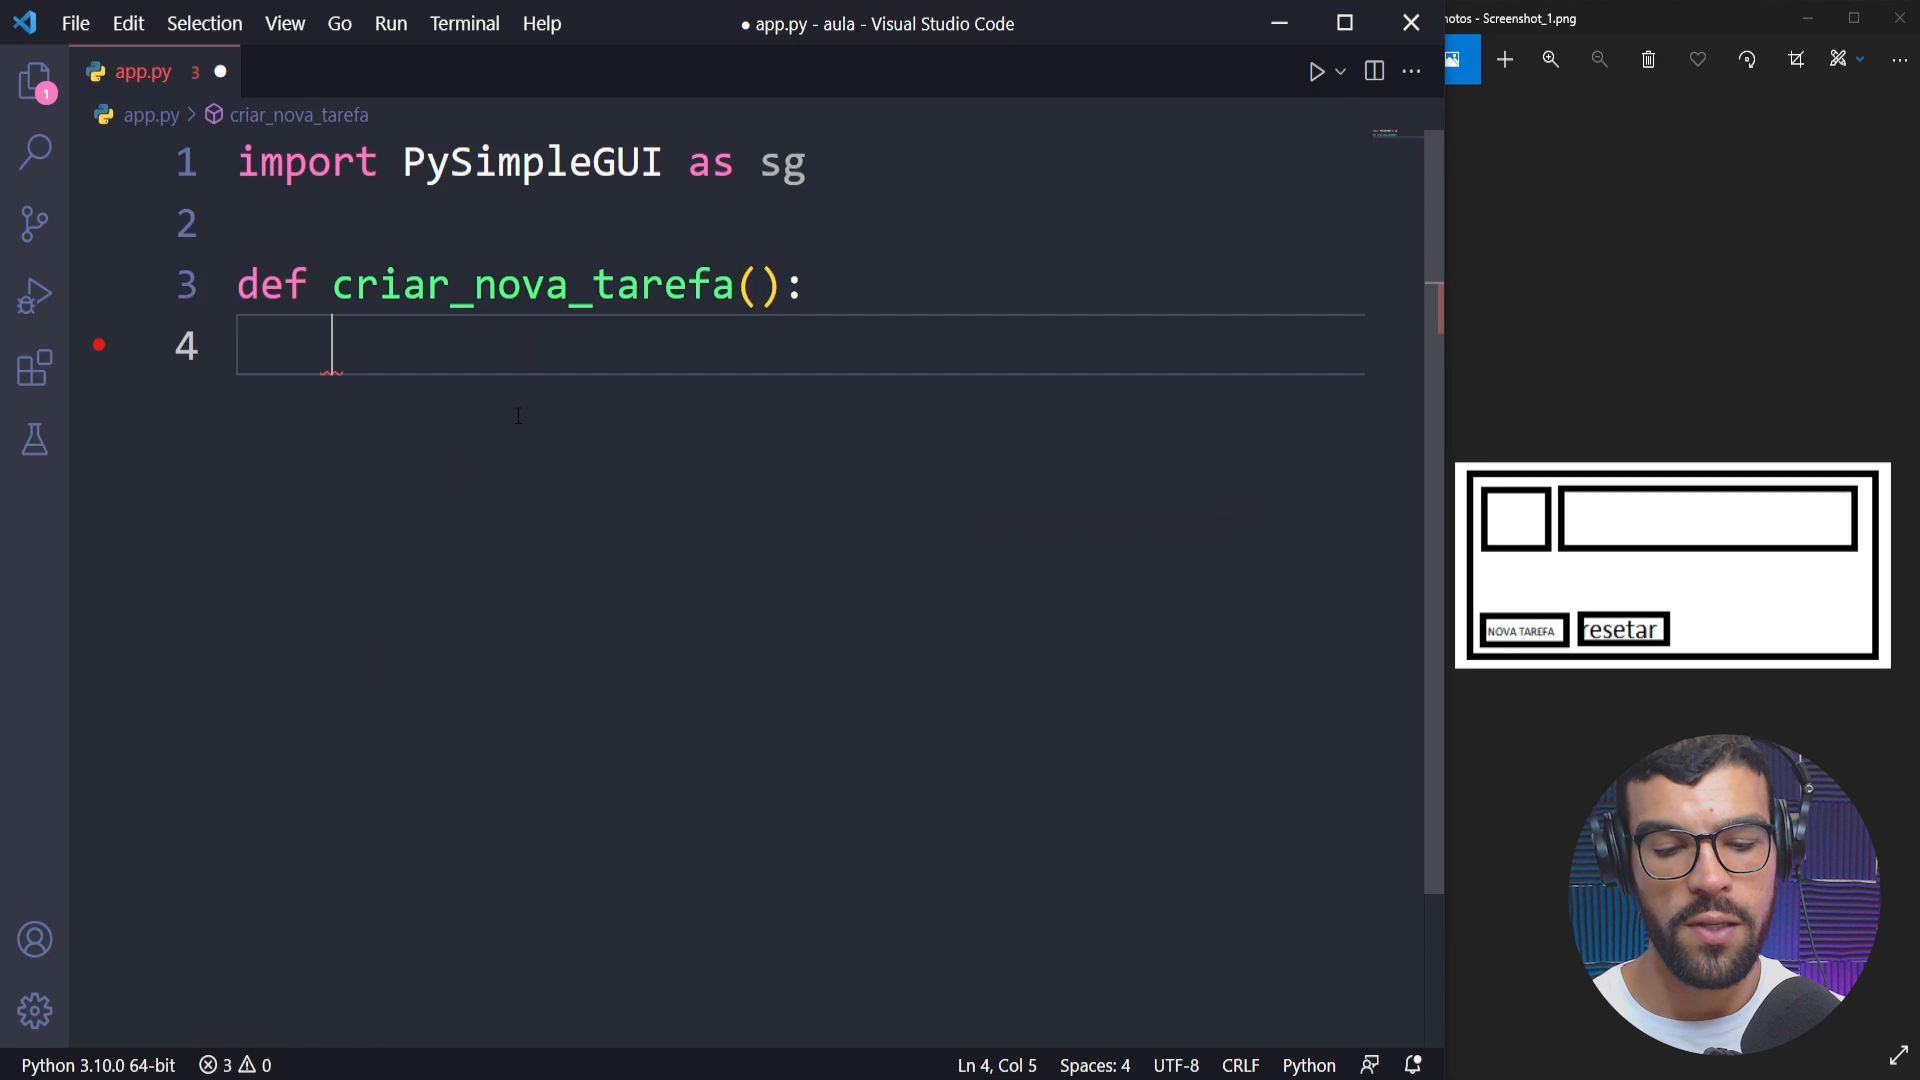 File Edit Selection View Go Run Terminal Help
● app.py - aula - Visual Studio Code
hotos - Screenshot_1.png
1
app.py 3
app.py > criar_nova_tarefa
1 import PySimpleGUI as sg
2
3 def criar_nova_tarefa():
4
NOVA TAREFA
resetar
Python 3.10.0 64-bit 3 0
Ln 4, Col 5 Spaces: 4 UTF-8 CRLF Python